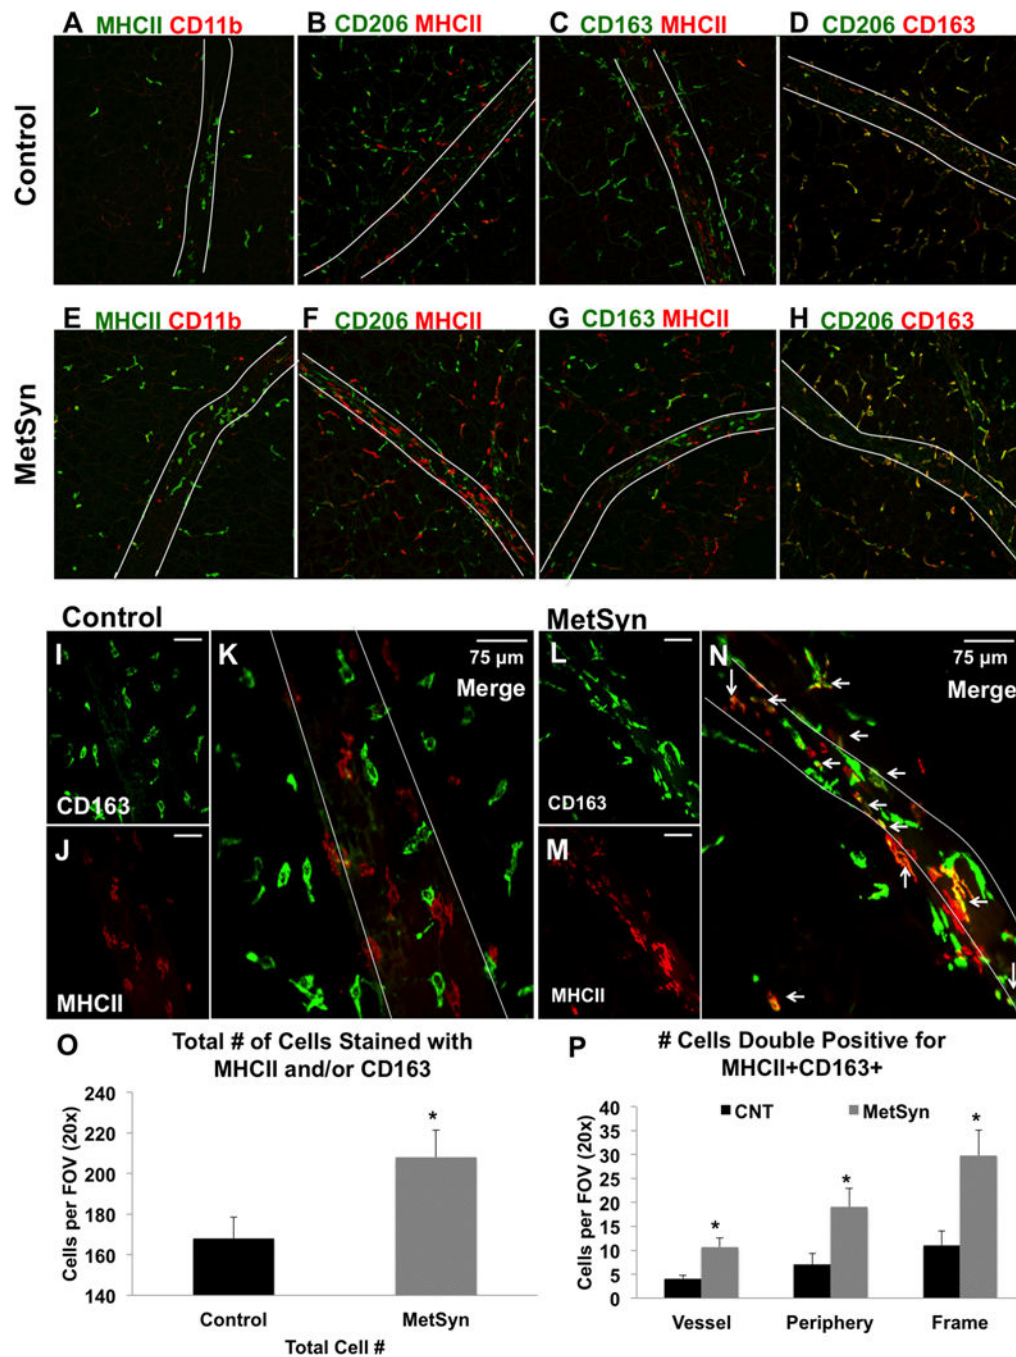 A MHCII CD11b
B CD206 MHCII
C CD163 MHCII
D CD206 CD163
Control
E MHCII CD11b
F CD206 MHCII
G CD163 MHCII
H CD206 CD163
MetSyn
Control
MetSyn
I
CD163
J
MHCII
K
75 µm
Merge
L
CD163
M
MHCII
N
75 µm
Merge
O
Total # of Cells Stained with
MHCII and/or CD163
Cells per FOV (20x)
240
220
200
180
160
140
*
Control
MetSyn
Total Cell #
P
# Cells Double Positive for
MHCII+CD163+
CNT
MetSyn
Cells per FOV (20x)
40
35
30
25
20
15
10
5
0
*
*
*
Vessel
Periphery
Frame